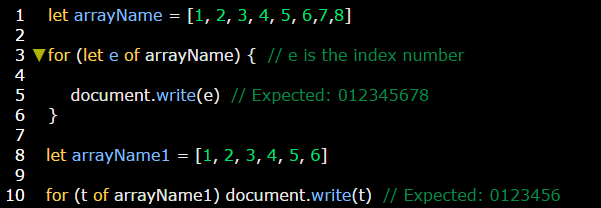 1 let arrayName = [1, 2, 3, 4, 5, 6,7,8]
2
3 for (let e of arrayName) { // e is the index number
4
5 document.write(e) // Expected: 012345678
6 }
7
8 let arrayName1 = [1, 2, 3, 4, 5, 6]
9
10 for (t of arrayName1) document.write(t) // Expected: 0123456